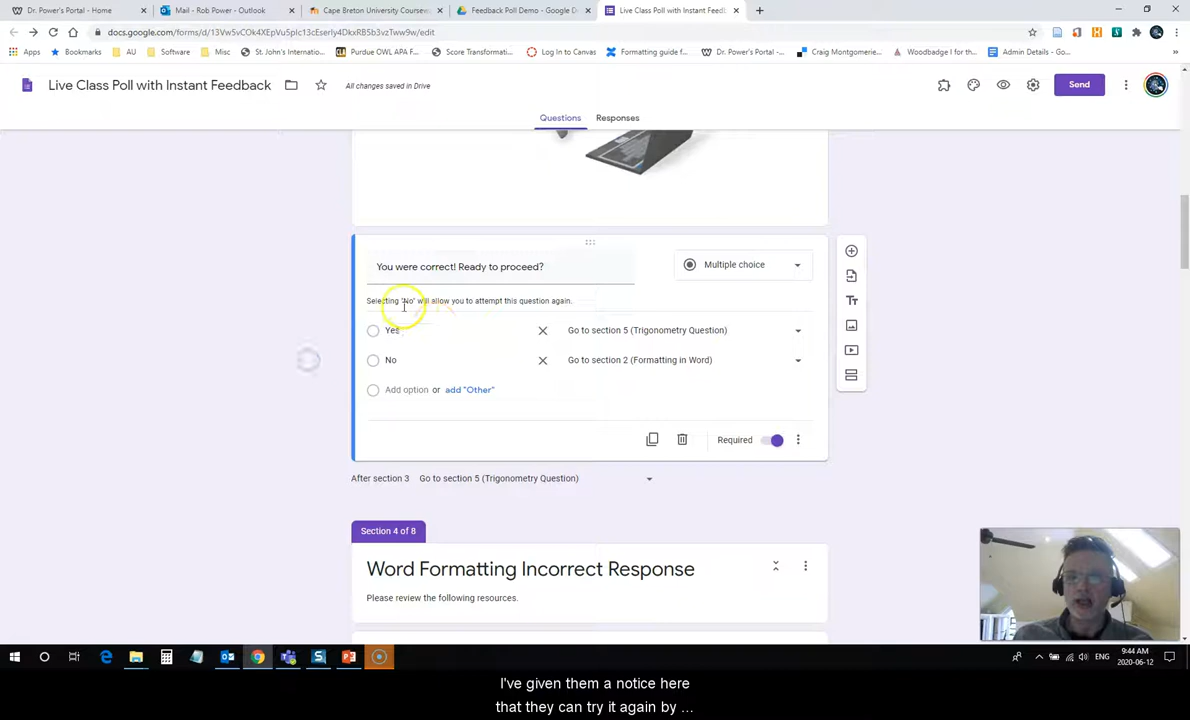 Dr. Power's Portal - Home
Mail - Rob Power - Outlook
Cape Breton University Coursew
Feedback Poll Demo - Google D
Live Class Poll with Instant Feedb
docs.google.com/forms/d/13Vw5vCOk4XEpVu5plc13cEserly4DkxRB5b3vzTww9w/edit
Apps
Bookmarks
AU
Software
Misc
St. John's Internatio...
Purdue OWL APA F...
Score Transformati...
Log In to Canvas
Formatting guide f...
Dr. Power's Portal -...
Craig Montgomerie...
Woodbadge I for th...
Admin Details - Go...
Live Class Poll with Instant Feedback
All changes saved in Drive
Send
Questions
Responses
You were correct! Ready to proceed?
Multiple choice
Selecting 'No' will allow you to attempt this question again.
Yes
Go to section 5 (Trigonometry Question)
No
Go to section 2 (Formatting in Word)
Add option or add "Other"
Required
After section 3 Go to section 5 (Trigonometry Question)
Section 4 of 8
Word Formatting Incorrect Response
Please review the following resources.
ENG
9:44 AM
2020-06-12
I've given them a notice here
that they can try it again by ...